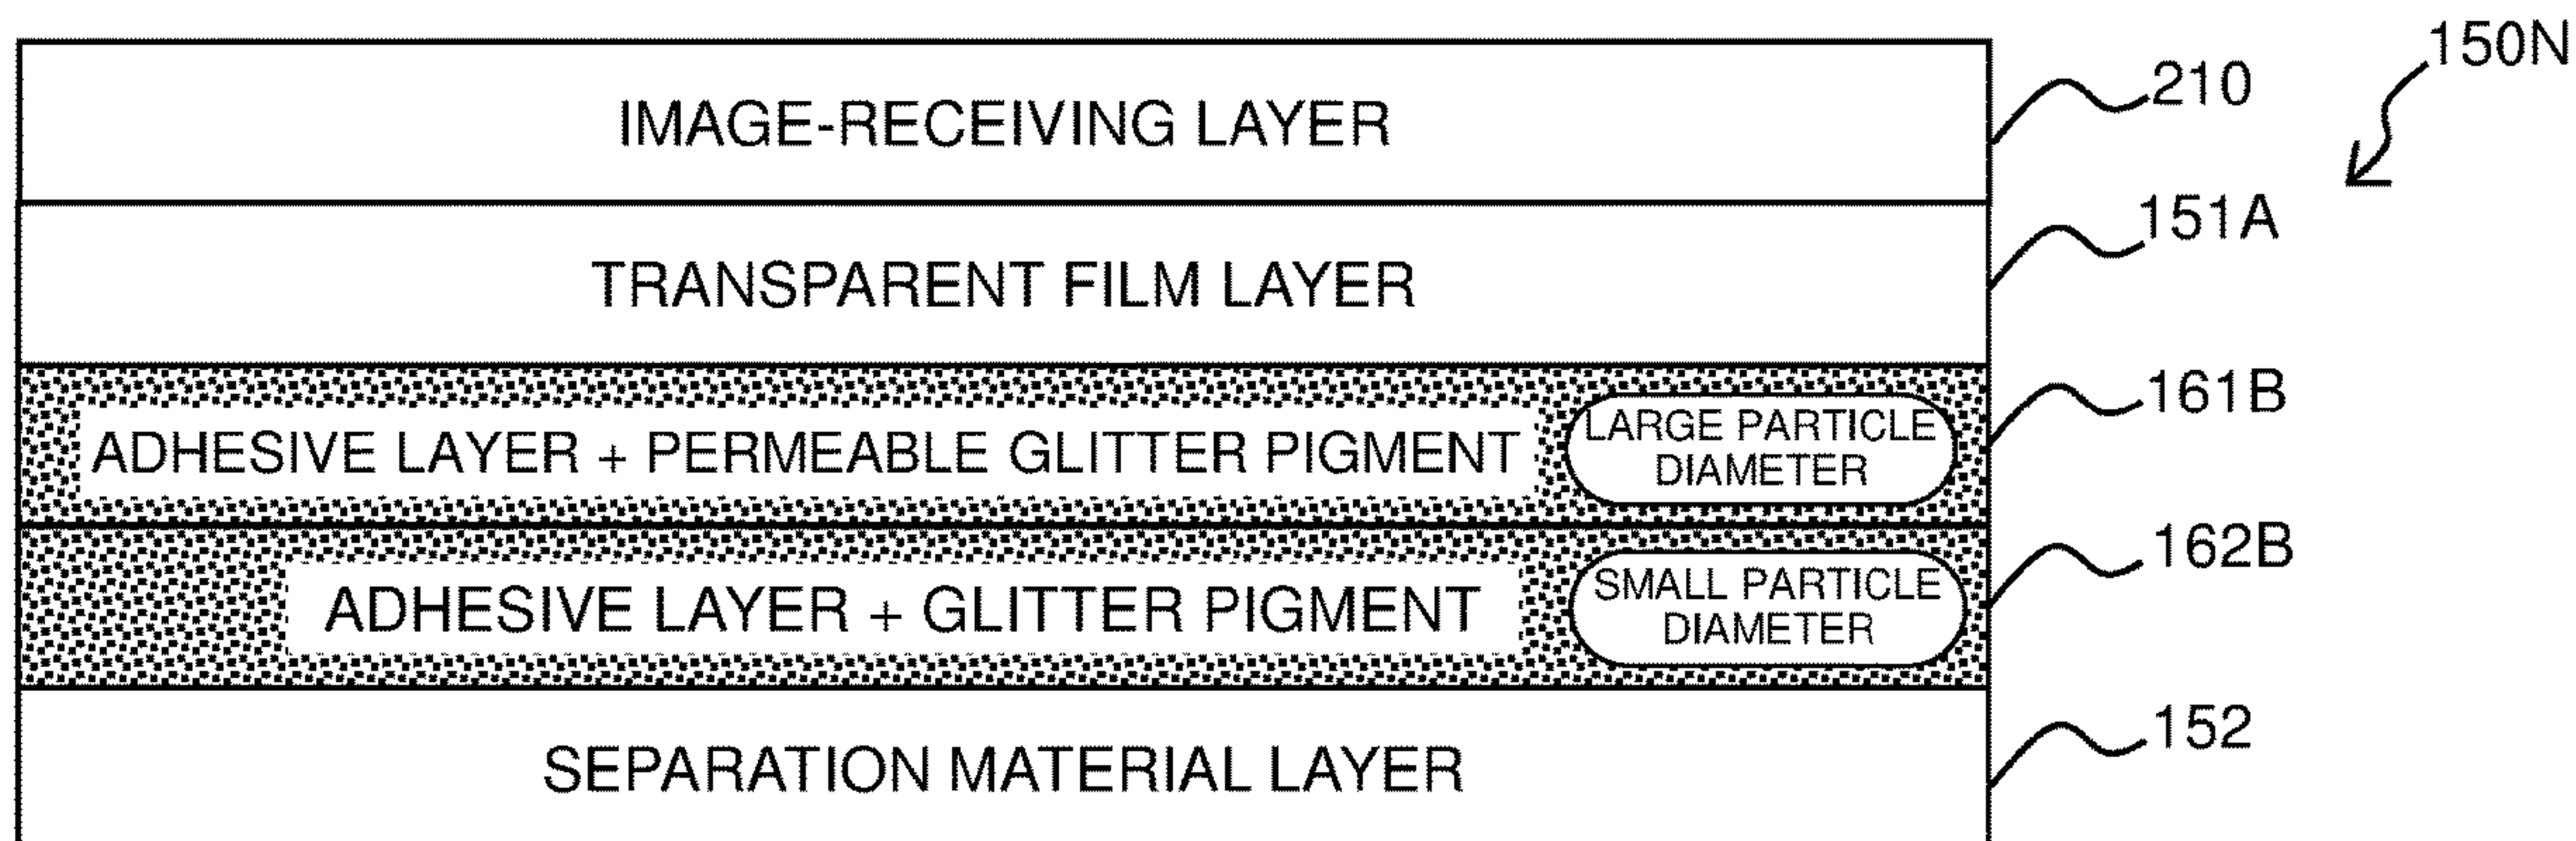 150N
IMAGE-RECEIVING LAYER
210
TRANSPARENT FILM LAYER
151A
ADHESIVE LAYER + PERMEABLE GLITTER PIGMENT
LARGE PARTICLE
DIAMETER
161B
ADHESIVE LAYER + GLITTER PIGMENT
SMALL PARTICLE
DIAMETER
162B
SEPARATION MATERIAL LAYER
152